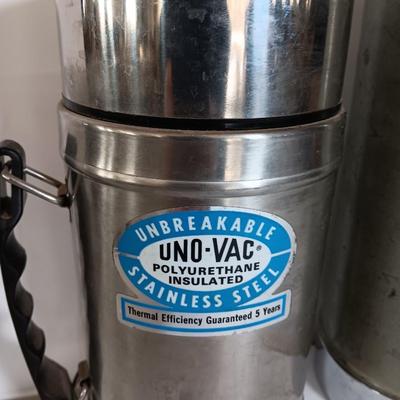 UNBREAKABLE
UNO-VAC®
POLYURETHANE
INSULATED
STAINLESS STEEL
Thermal Efficiency Guaranteed 5 Years